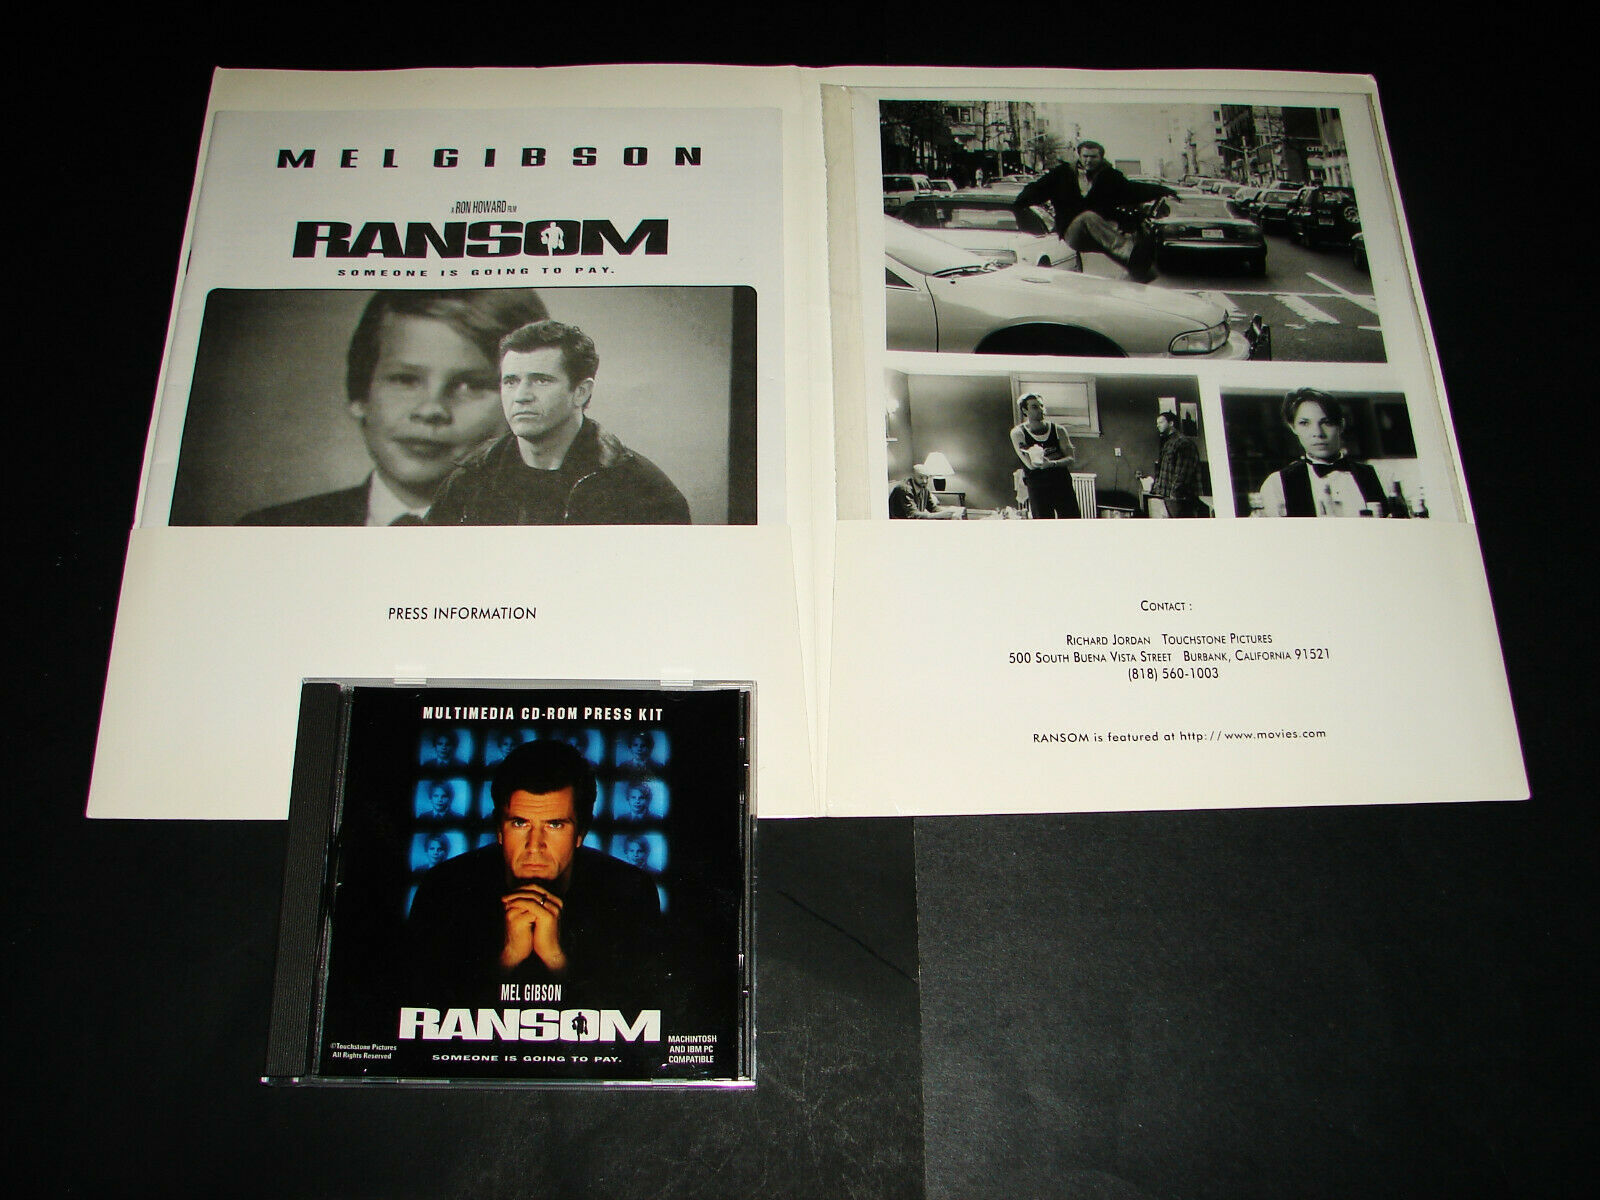 MEL GIBSON
A RON HOWARD FILM
RANSOM
SOMEONE IS GOING TO PAY.
PRESS INFORMATION
CONTACT :
RICHARD JORDAN TOUCHSTONE PICTURES
500 SOUTH BUENA VISTA STREET BURBANK, CALIFORNIA 91521
(818) 560-1003
RANSOM is featured at http://www.movies.com
MULTIMEDIA CD-ROM PRESS KIT
MEL GIBSON
RANSOM
SOMEONE IS GOING TO PAY.
©Touchstone Pictures
All Rights Reserved
MACHINTOSH
AND IBM PC
COMPATIBLE